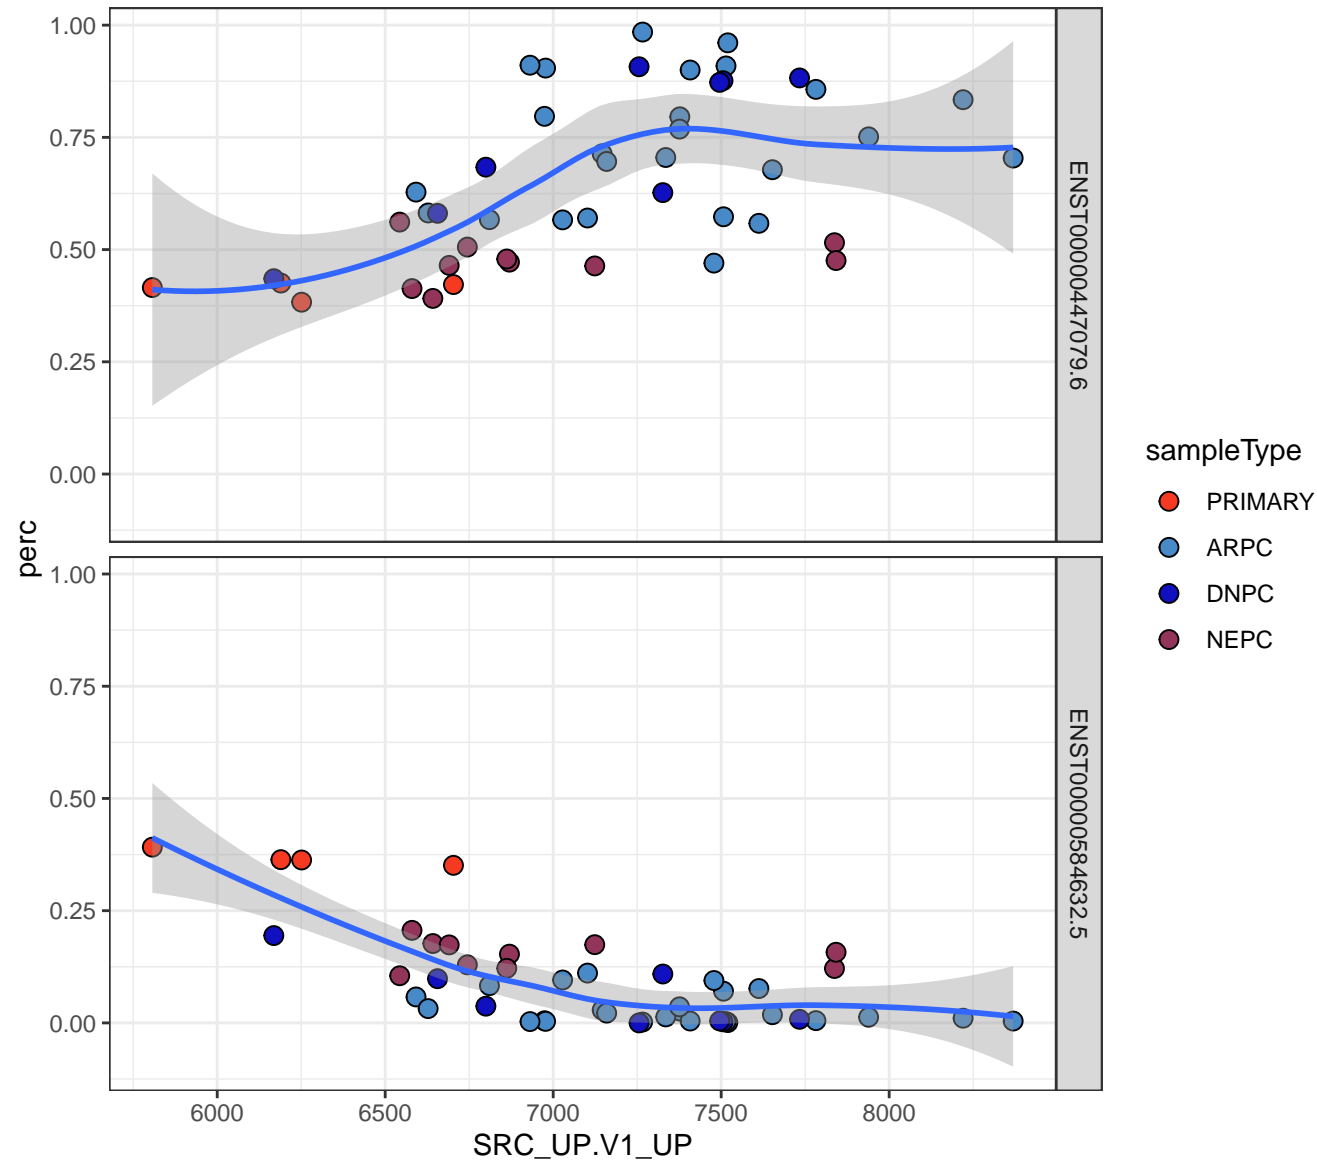 1.00
0.75
0.50
0.25
0.00
ENST00000447079.6
1.00
0.75
0.50
0.25
0.00
ENST00000584632.5
perc
6000
6500
7000
7500
8000
SRC_UP.V1_UP
sampleType
PRIMARY
ARPC
DNPC
NEPC